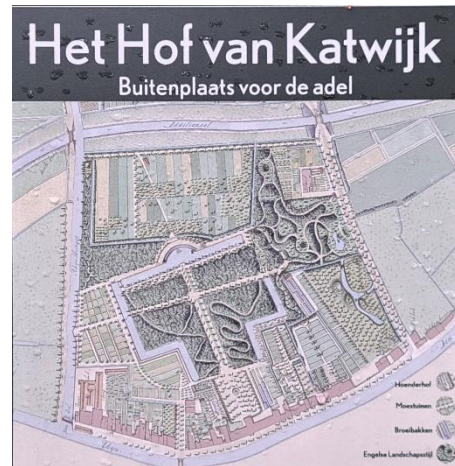 Het Hof van Katwijk
Buitenplaats voor de adel
Hoenderhof
Moestuinen
Broeibakken
Engelse Landschapsstijl